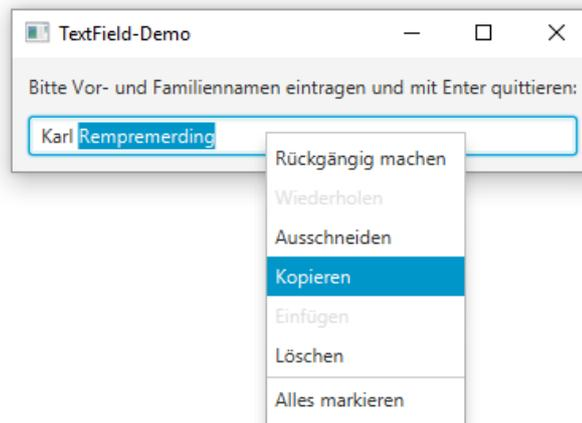 TextField-Demo
Bitte Vor- und Familiennamen eintragen und mit Enter quittieren:
Karl Rempremerding
Rückgängig machen
Wiederholen
Ausschneiden
Kopieren
Einfügen
Löschen
Alles markieren